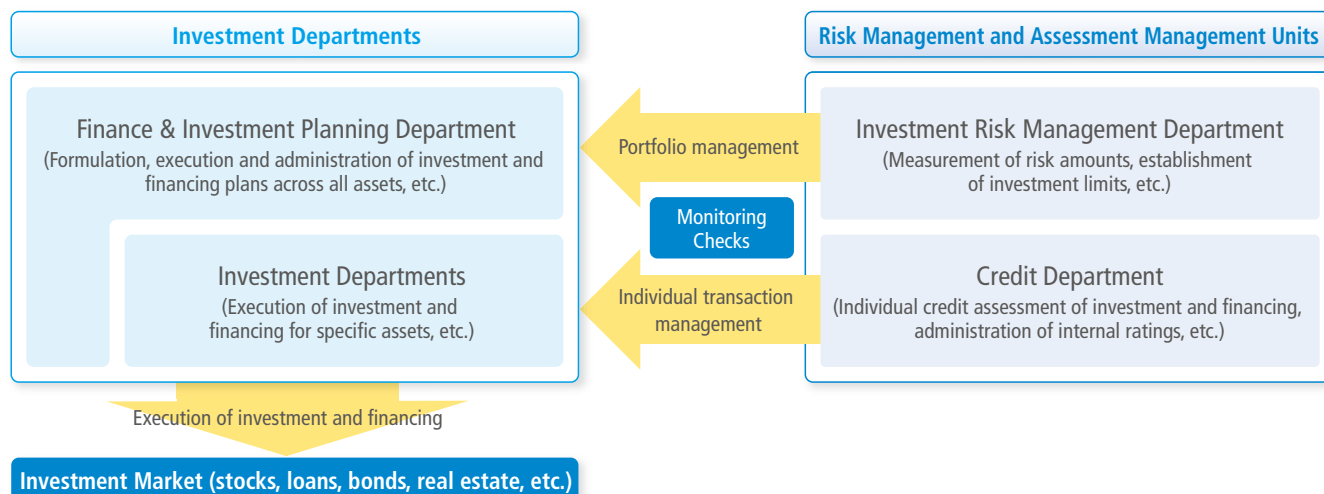 Investment Departments
Risk Management and Assessment Management Units
Finance & Investment Planning Department
(Formulation, execution and administration of investment and
financing plans across all assets, etc.)
Investment Departments
(Execution of investment and
financing for specific assets, etc.)
Portfolio management
Monitoring
Checks
Individual transaction
management
Investment Risk Management Department
(Measurement of risk amounts, establishment
of investment limits, etc.)
Credit Department
(Individual credit assessment of investment and financing,
administration of internal ratings, etc.)
Execution of investment and financing
Investment Market (stocks, loans, bonds, real estate, etc.)